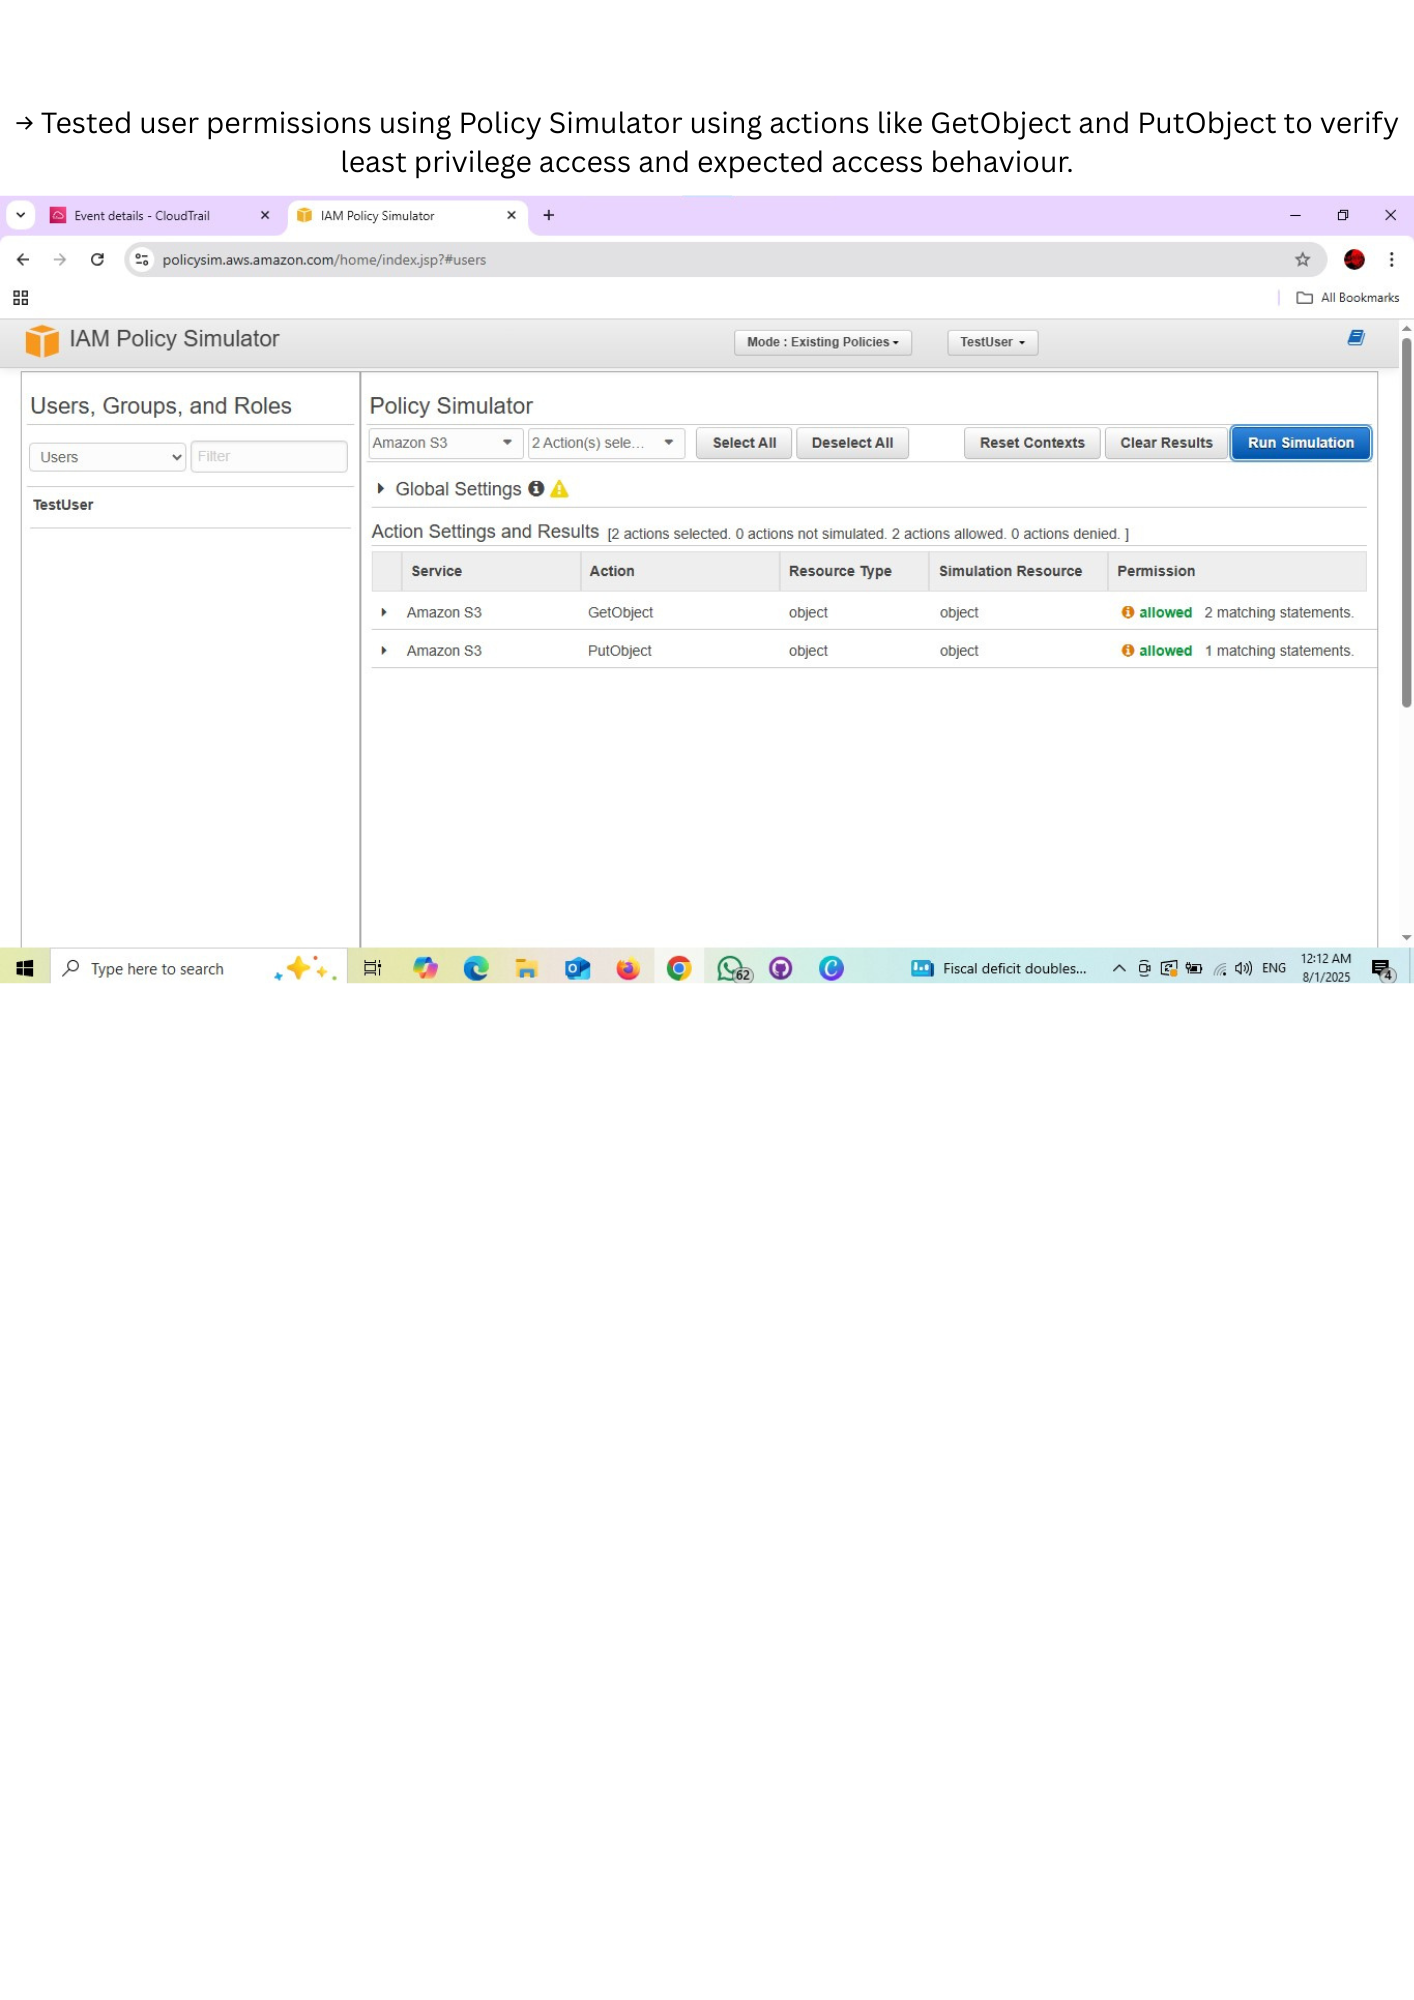 → Tested user permissions using Policy Simulator using actions like GetObject and PutObject to verify
least privilege access and expected access behaviour.
Event details - CloudTrail
IAM Policy Simulator
policysim.aws.amazon.com/home/index.jsp?#users
All Bookmarks
IAM Policy Simulator
Mode : Existing Policies
TestUser
Users, Groups, and Roles
Users
Filter
TestUser
Policy Simulator
Amazon S3
2 Action(s) sele...
Select All
Deselect All
Reset Contexts
Clear Results
Run Simulation
Global Settings
Action Settings and Results [2 actions selected. 0 actions not simulated. 2 actions allowed. 0 actions denied. ]
Service Action Resource Type Simulation Resource Permission
Amazon S3 GetObject object object allowed 2 matching statements.
Amazon S3 PutObject object object allowed 1 matching statements.
Type here to search
62
Fiscal deficit doubles...
ENG
12:12 AM
8/1/2025
4